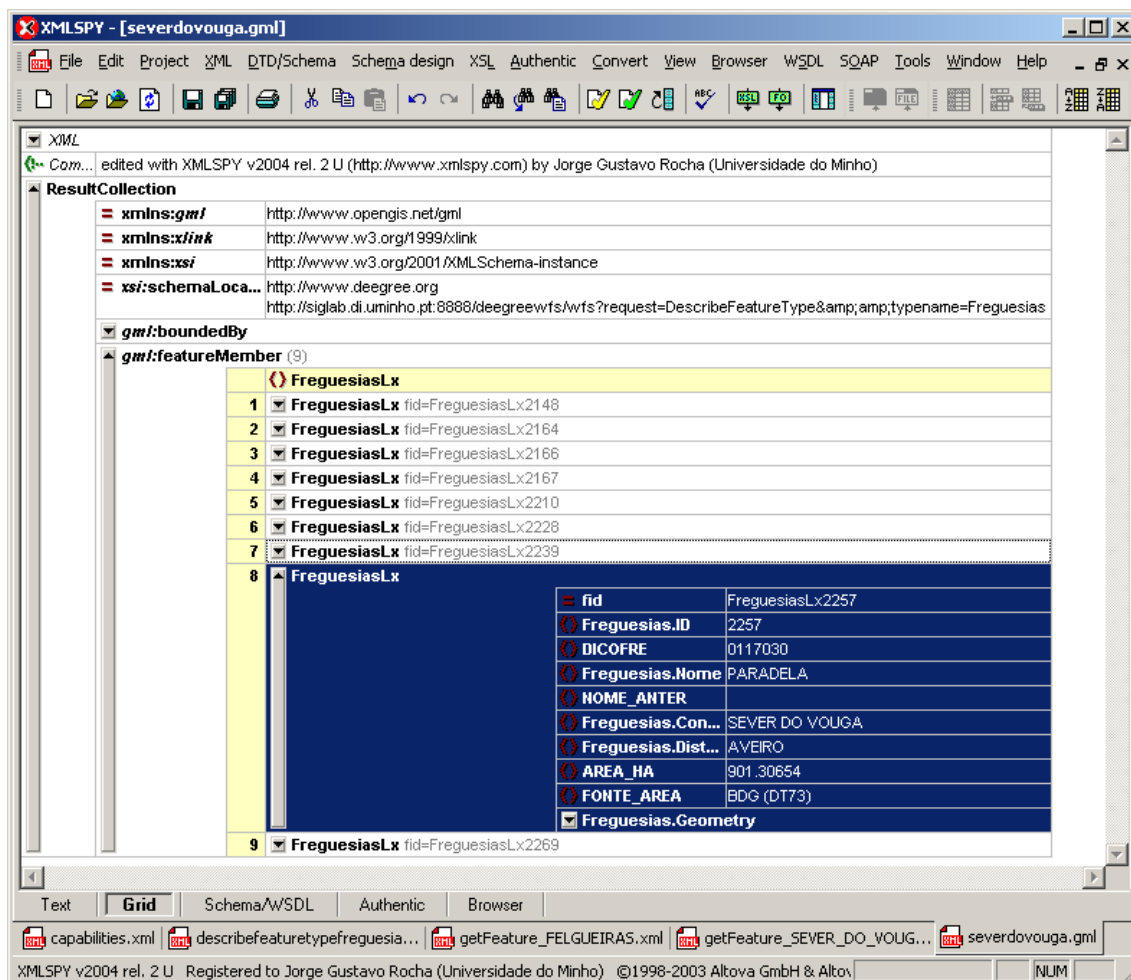 XMLSPY - [severdovouga.gml]
File Edit Project XML DTD/Schema Schema design XSL Authentic Convert View Browser WSDL SOAP Tools Window Help
XML
Com... edited with XMLSPY v2004 rel. 2 U (http://www.xmlspy.com) by Jorge Gustavo Rocha (Universidade do Minho)
ResultCollection
= xmlns:gml http://www.opengis.net/gml
= xmlns:xlink http://www.w3.org/1999/xlink
= xmlns:xsi http://www.w3.org/2001/XMLSchema-instance
= xsi:schemaLoca... http://www.deegree.org
http://siglab.di.uminho.pt:8888/deegreewfs/wfs?request=DescribeFeatureType&amp;amp;typename=Freguesias
gml:boundedBy
gml:featureMember (9)
() FreguesiasLx
1 FreguesiasLx fid=FreguesiasLx2148
2 FreguesiasLx fid=FreguesiasLx2164
3 FreguesiasLx fid=FreguesiasLx2166
4 FreguesiasLx fid=FreguesiasLx2167
5 FreguesiasLx fid=FreguesiasLx2210
6 FreguesiasLx fid=FreguesiasLx2228
7 FreguesiasLx fid=FreguesiasLx2239
8 FreguesiasLx
= fid FreguesiasLx2257
() Freguesias.ID 2257
() DICOFRE 0117030
() Freguesias.Nome PARADELA
() NOME_ANTER
() Freguesias.Con... SEVER DO VOUGA
() Freguesias.Dist... AVEIRO
() AREA_HA 901.30654
() FONTE_AREA BDG (DT73)
Freguesias.Geometry
9 FreguesiasLx fid=FreguesiasLx2269
Text Grid Schema/WSDL Authentic Browser
capabilities.xml describefeaturetypefreguesia... getFeature_FELGUEIRAS.xml getFeature_SEVER_DO_VOUG... severdovouga.gml
XMLSPY v2004 rel. 2 U Registered to Jorge Gustavo Rocha (Universidade do Minho) ©1998-2003 Altova GmbH & Altov NUM